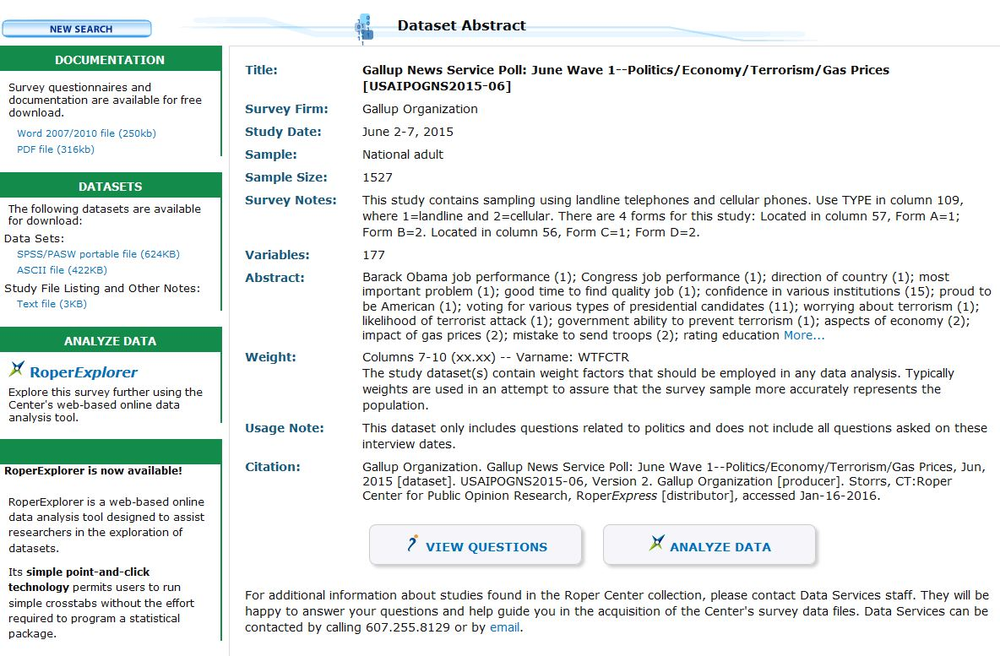 NEW SEARCH
Dataset Abstract
DOCUMENTATION
Survey questionnaires and
documentation are available for free
download.
Word 2007/2010 file (250kb)
PDF file (316kb)
DATASETS
The following datasets are available
for download:
Data Sets:
SPSS/PASW portable file (624KB)
ASCII file (422KB)
Study File Listing and Other Notes:
Text file (3KB)
ANALYZE DATA
RoperExplorer
Explore this survey further using the
Center's web-based online data
analysis tool.
RoperExplorer is now available!
RoperExplorer is a web-based online
data analysis tool designed to assist
researchers in the exploration of
datasets.
Its simple point-and-click
technology permits users to run
simple crosstabs without the effort
required to program a statistical
package.
Title: Gallup News Service Poll: June Wave 1--Politics/Economy/Terrorism/Gas Prices
[USAIPOGNS2015-06]
Survey Firm: Gallup Organization
Study Date: June 2-7, 2015
Sample: National adult
Sample Size: 1527
Survey Notes: This study contains sampling using landline telephones and cellular phones. Use TYPE in column 109,
where 1=landline and 2=cellular. There are 4 forms for this study: Located in column 57, Form A=1;
Form B=2. Located in column 56, Form C=1; Form D=2.
Variables: 177
Abstract: Barack Obama job performance (1); Congress job performance (1); direction of country (1); most
important problem (1); good time to find quality job (1); confidence in various institutions (15); proud to
be American (1); voting for various types of presidential candidates (11); worrying about terrorism (1);
likelihood of terrorist attack (1); government ability to prevent terrorism (1); aspects of economy (2);
impact of gas prices (2); mistake to send troops (2); rating education More...
Weight: Columns 7-10 (xx.xx) -- Varname: WTFCTR
The study dataset(s) contain weight factors that should be employed in any data analysis. Typically
weights are used in an attempt to assure that the survey sample more accurately represents the
population.
Usage Note: This dataset only includes questions related to politics and does not include all questions asked on these
interview dates.
Citation: Gallup Organization. Gallup News Service Poll: June Wave 1--Politics/Economy/Terrorism/Gas Prices, Jun,
2015 [dataset]. USAIPOGNS2015-06, Version 2. Gallup Organization [producer]. Storrs, CT:Roper
Center for Public Opinion Research, RoperExpress [distributor], accessed Jan-16-2016.
VIEW QUESTIONS
ANALYZE DATA
For additional information about studies found in the Roper Center collection, please contact Data Services staff. They will be
happy to answer your questions and help guide you in the acquisition of the Center's survey data files. Data Services can be
contacted by calling 607.255.8129 or by email.